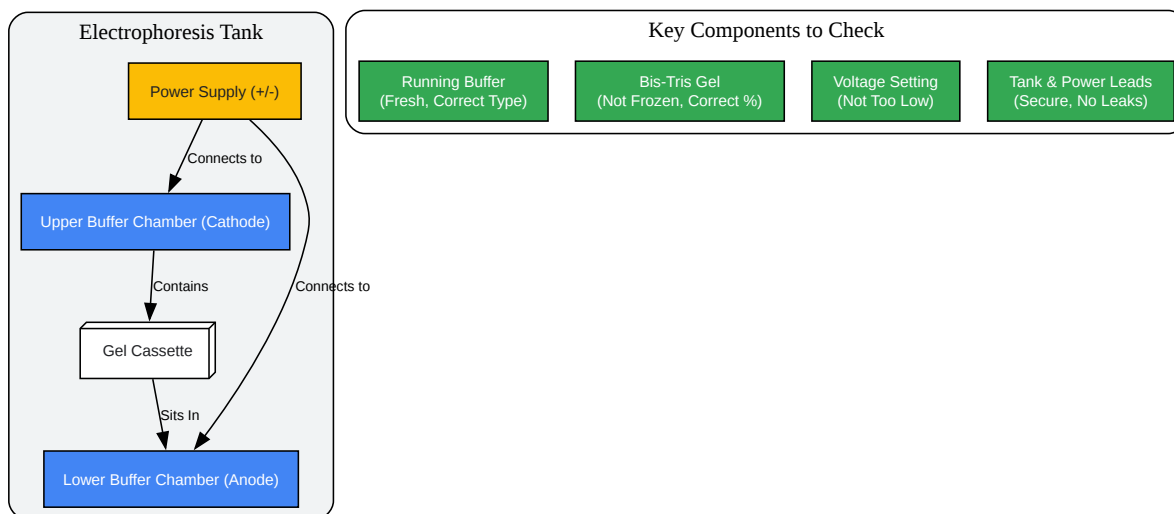 Electrophoresis Tank
Power Supply (+/-)
Connects to
Upper Buffer Chamber (Cathode)
Contains
Connects to
Gel Cassette
Sits In
Lower Buffer Chamber (Anode)
Key Components to Check
Running Buffer
(Fresh, Correct Type)
Bis-Tris Gel
(Not Frozen, Correct %)
Voltage Setting
(Not Too Low)
Tank & Power Leads
(Secure, No Leaks)